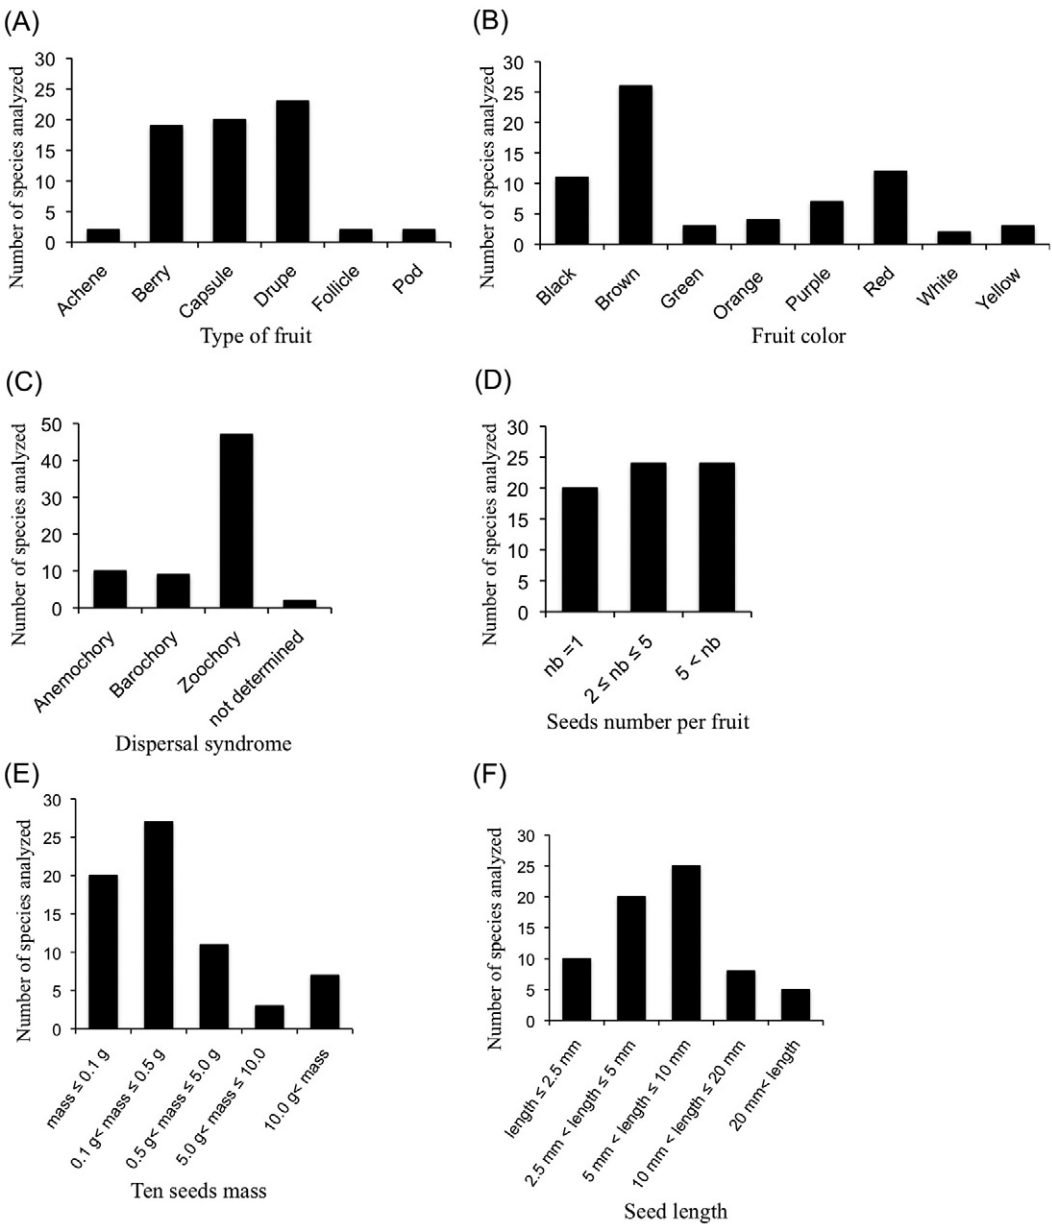 (A)
Number of species analyzed
30
25
20
15
10
5
0
Achene
Berry
Capsule
Drupe
Follicle
Pod
Type of fruit
(B)
Number of species analyzed
30
25
20
15
10
5
0
Black
Brown
Green
Orange
Purple
Red
White
Yellow
Fruit color
(C)
Number of species analyzed
50
40
30
20
10
0
Anemochory
Barochory
Zoochory
not determined
Dispersal syndrome
(D)
Number of species analyzed
30
25
20
15
10
5
0
nb =1
2 ≤ nb ≤ 5
5 < nb
Seeds number per fruit
(E)
Number of species analyzed
30
25
20
15
10
5
0
mass ≤ 0.1 g
0.1 g< mass ≤ 0.5 g
0.5 g< mass ≤ 5.0 g
5.0 g< mass ≤ 10.0
10.0 g< mass
Ten seeds mass
(F)
Number of species analyzed
30
25
20
15
10
5
0
length ≤ 2.5 mm
2.5 mm < length ≤ 5 mm
5 mm < length ≤ 10 mm
10 mm < length ≤ 20 mm
20 mm< length
Seed length